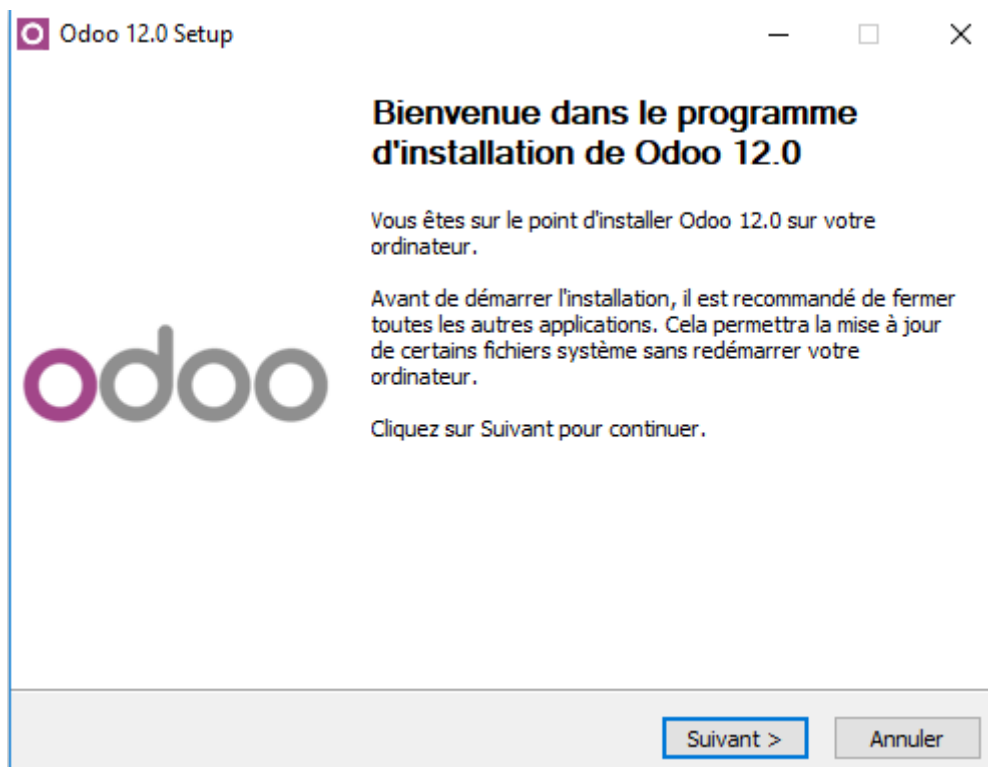 Odoo 12.0 Setup
Bienvenue dans le programme
d'installation de Odoo 12.0
Vous êtes sur le point d'installer Odoo 12.0 sur votre
ordinateur.
Avant de démarrer l'installation, il est recommandé de fermer
toutes les autres applications. Cela permettra la mise à jour
de certains fichiers système sans redémarrer votre
ordinateur.
odoo
Cliquez sur Suivant pour continuer.
Suivant >
Annuler